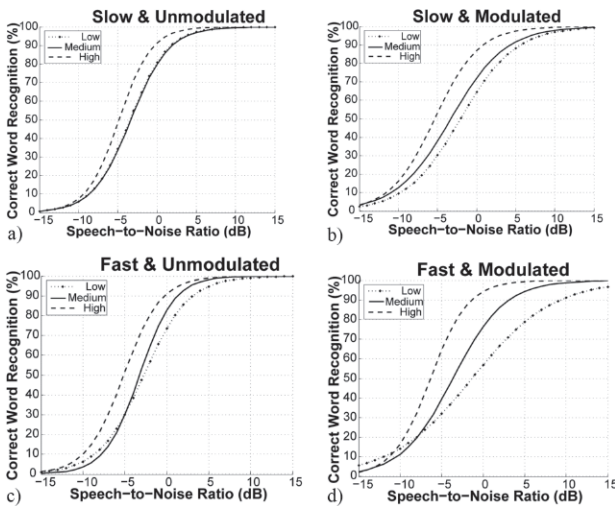 Slow & Unmodulated
Correct Word Recognition (%)
100
90
80
70
60
50
40
30
20
10
0
Low
Medium
High
−15 −10 −5 0 5 10 15
Speech−to−Noise Ratio (dB)
a)
Slow & Modulated
Correct Word Recognition (%)
100
90
80
70
60
50
40
30
20
10
0
Low
Medium
High
−15 −10 −5 0 5 10 15
Speech−to−Noise Ratio (dB)
b)
Fast & Unmodulated
Correct Word Recognition (%)
100
90
80
70
60
50
40
30
20
10
0
Low
Medium
High
−15 −10 −5 0 5 10 15
Speech−to−Noise Ratio (dB)
c)
Fast & Modulated
Correct Word Recognition (%)
100
90
80
70
60
50
40
30
20
10
0
Low
Medium
High
−15 −10 −5 0 5 10 15
Speech−to−Noise Ratio (dB)
d)